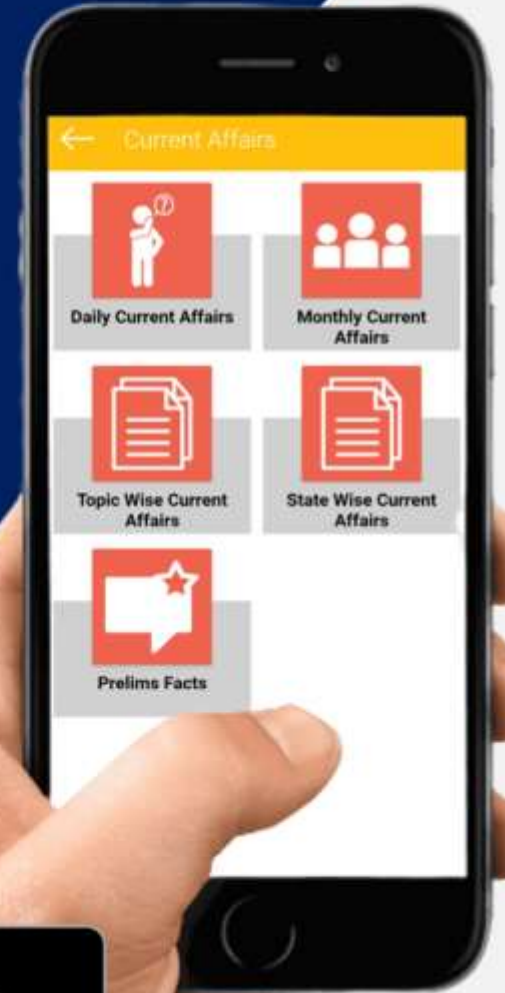 Current Affairs
Daily Current Affairs
Monthly Current
Affairs
Topic Wise Current
Affairs
State Wise Current
Affairs
Prelims Facts